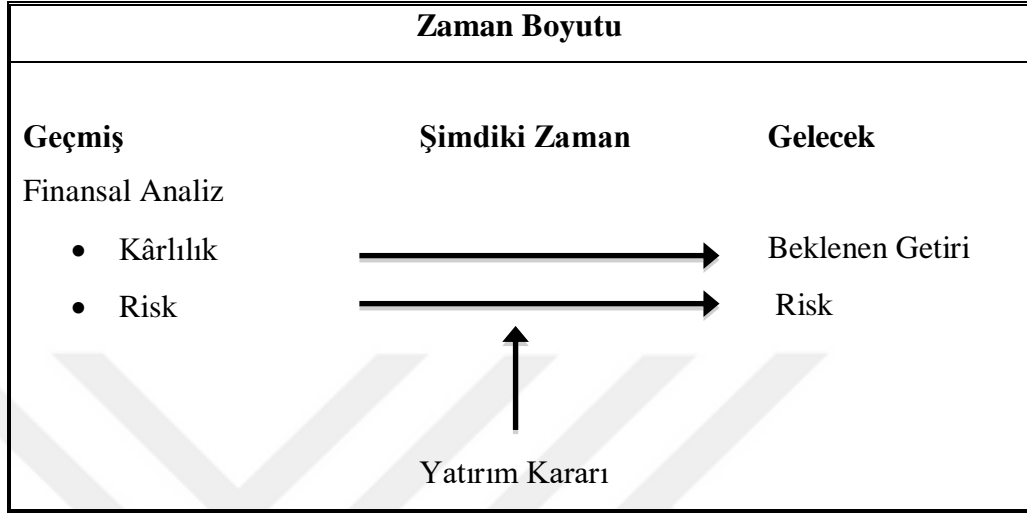 Zaman Boyutu
Geçmiş Şimdiki Zaman Gelecek
Finansal Analiz
• Kârlılık Beklenen Getiri
• Risk Risk
Yatırım Kararı